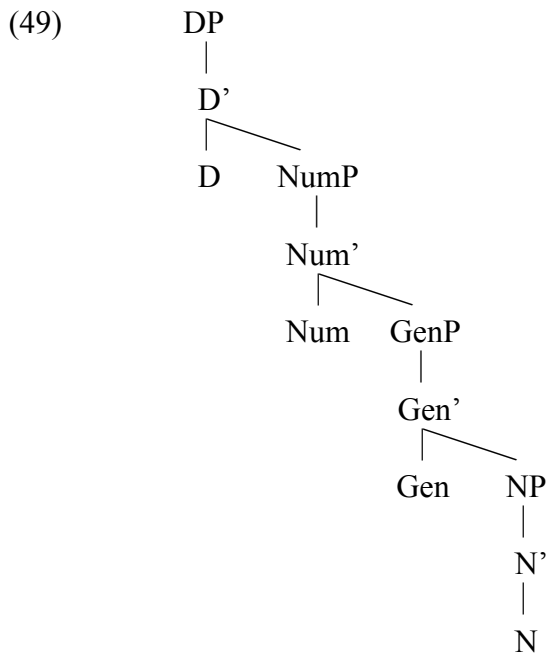 (49) DP
D’
D NumP
Num’
Num GenP
Gen’
Gen NP
N’
N